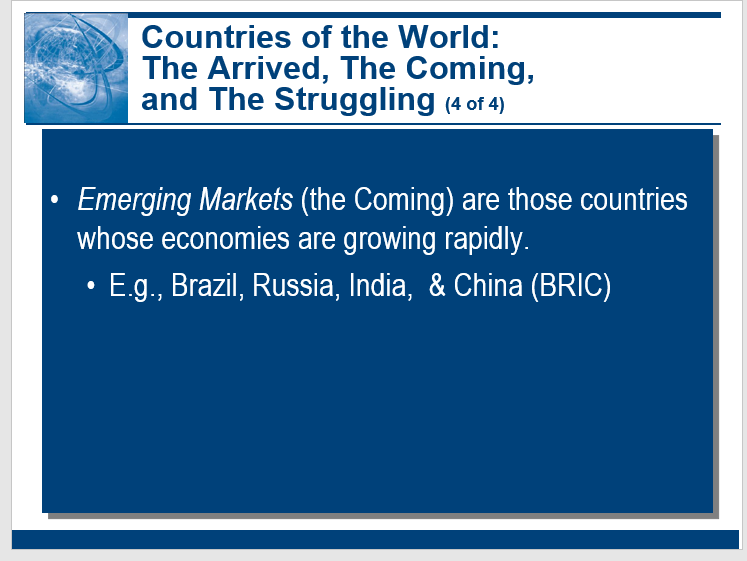 Countries of the World:
The Arrived, The Coming,
and The Struggling (4 of 4)
• Emerging Markets (the Coming) are those countries
whose economies are growing rapidly.
• E.g., Brazil, Russia, India,  & China (BRIC)